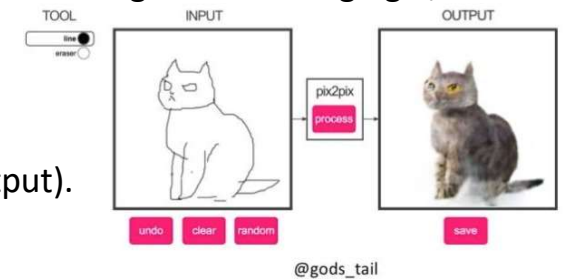 TOOL INPUT OUTPUT
line
eraser
pix2pix
process
put).
undo clear random save
@gods_tail